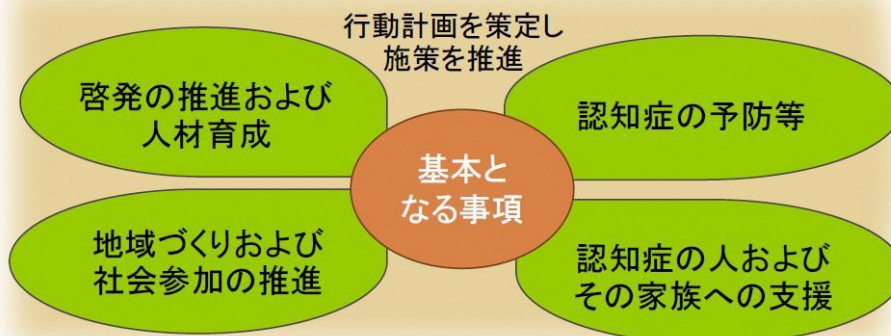 行動計画を策定し
施策を推進
啓発の推進および
人材育成
認知症の予防等
基本と
なる事項
地域づくりおよび
社会参加の推進
認知症の人および
その家族への支援